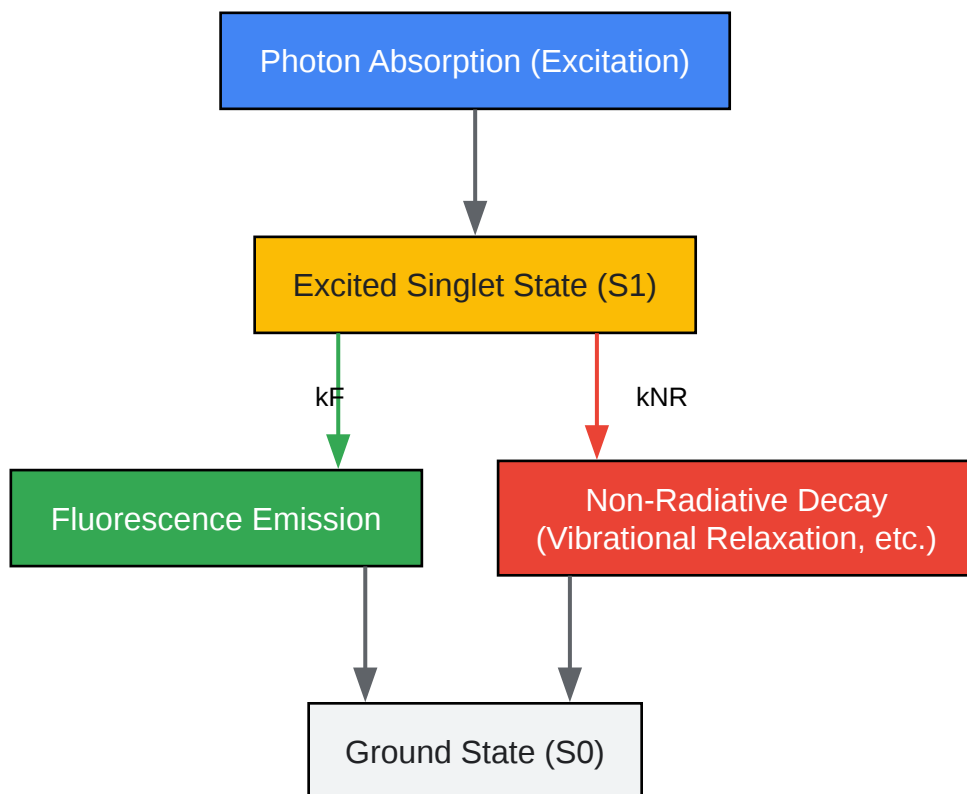 Photon Absorption (Excitation)
Excited Singlet State (S1)
kF
kNR
Fluorescence Emission
Non-Radiative Decay
(Vibrational Relaxation, etc.)
Ground State (S0)